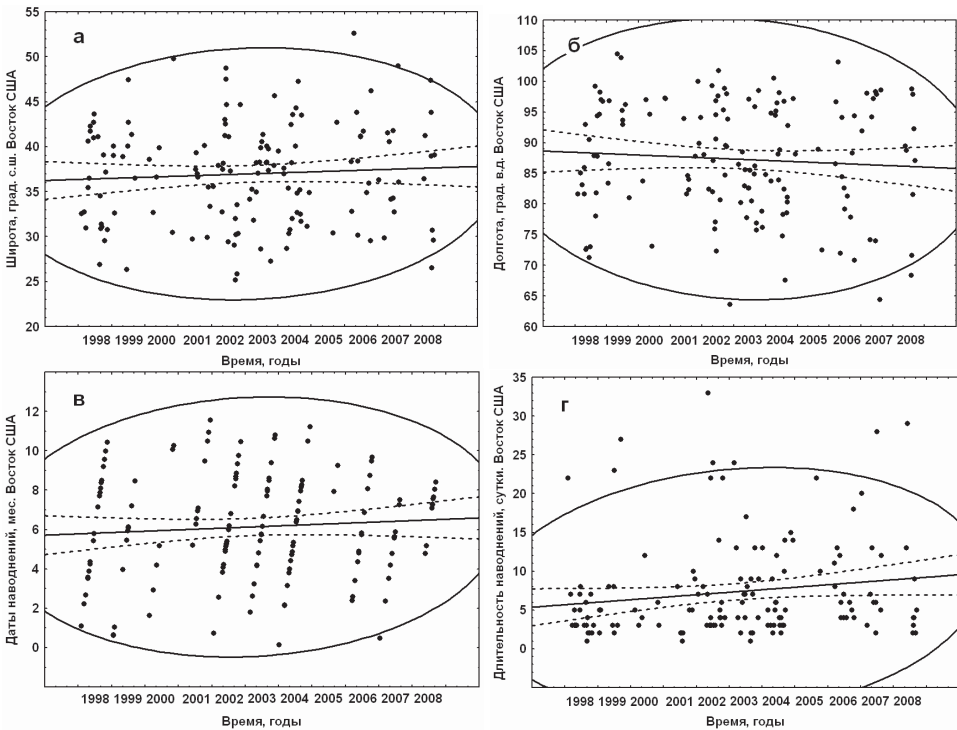 а
Широта, град. с.ш. Восток США
55
50
45
40
35
30
25
20
1998 1999 2000 2001 2002 2003 2004 2005 2006 2007 2008
Время, годы
б
Долгота, град. в.д. Восток США
110
105
100
95
90
85
80
75
70
65
60
1998 1999 2000 2001 2002 2003 2004 2005 2006 2007 2008
Время, годы
в
Даты наводнений, мес. Восток США
12
10
8
6
4
2
0
1998 1999 2000 2001 2002 2003 2004 2005 2006 2007 2008
Время, годы
г
Длительность наводнений, сутки. Восток США
35
30
25
20
15
10
5
0
1998 1999 2000 2001 2002 2003 2004 2005 2006 2007 2008
Время, годы